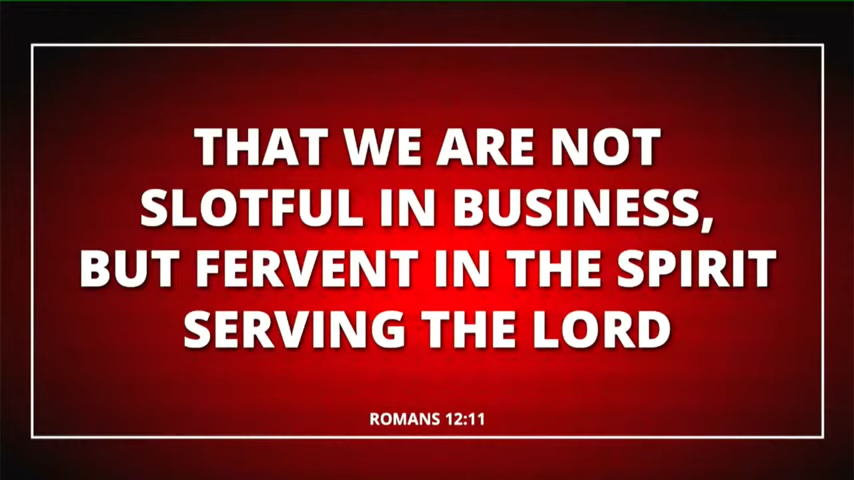 THAT WE ARE NOT
SLOTFUL IN BUSINESS,
BUT FERVENT IN THE SPIRIT
SERVING THE LORD
ROMANS 12:11